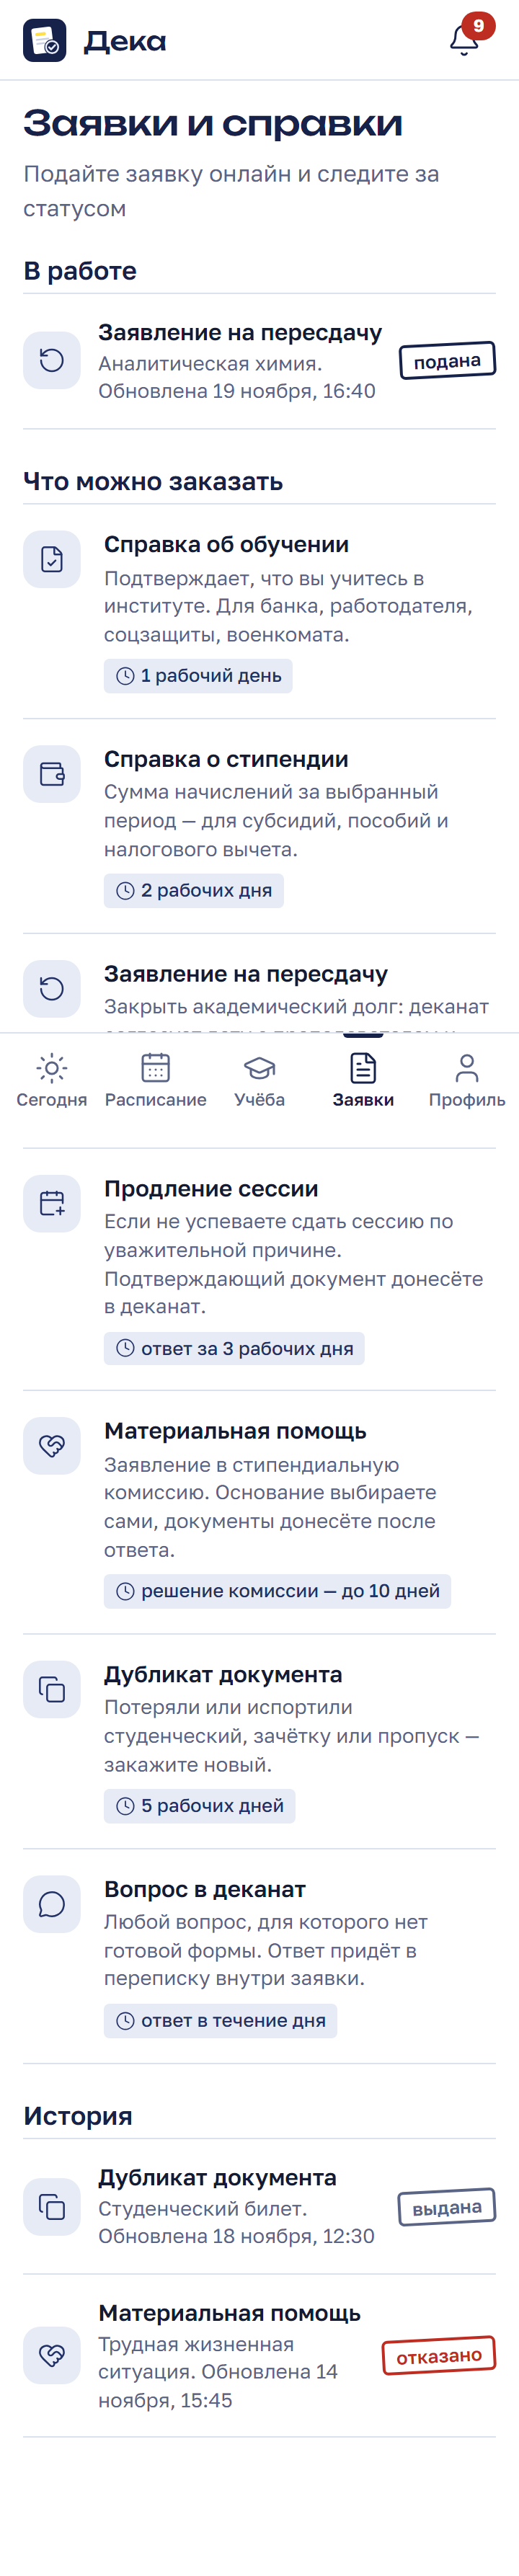 Дека
9
Заявки и справки
Подайте заявку онлайн и следите за
статусом
В работе
Заявление на пересдачу
Аналитическая химия.
Обновлена 19 ноября, 16:40
подана
Что можно заказать
Справка об обучении
Подтверждает, что вы учитесь в
институте. Для банка, работодателя,
соцзащиты, военкомата.
1 рабочий день
Справка о стипендии
Сумма начислений за выбранный
период — для субсидий, пособий и
налогового вычета.
2 рабочих дня
Заявление на пересдачу
Закрыть академический долг: деканат
Сегодня
Расписание
Учёба
Заявки
Профиль
Продление сессии
Если не успеваете сдать сессию по
уважительной причине.
Подтверждающий документ донесёте
в деканат.
ответ за 3 рабочих дня
Материальная помощь
Заявление в стипендиальную
комиссию. Основание выбираете
сами, документы донесёте после
ответа.
решение комиссии — до 10 дней
Дубликат документа
Потеряли или испортили
студенческий, зачётку или пропуск —
закажите новый.
5 рабочих дней
Вопрос в деканат
Любой вопрос, для которого нет
готовой формы. Ответ придёт в
переписку внутри заявки.
ответ в течение дня
История
Дубликат документа
Студенческий билет.
Обновлена 18 ноября, 12:30
выдана
Материальная помощь
Трудная жизненная
ситуация. Обновлена 14
ноября, 15:45
отказано